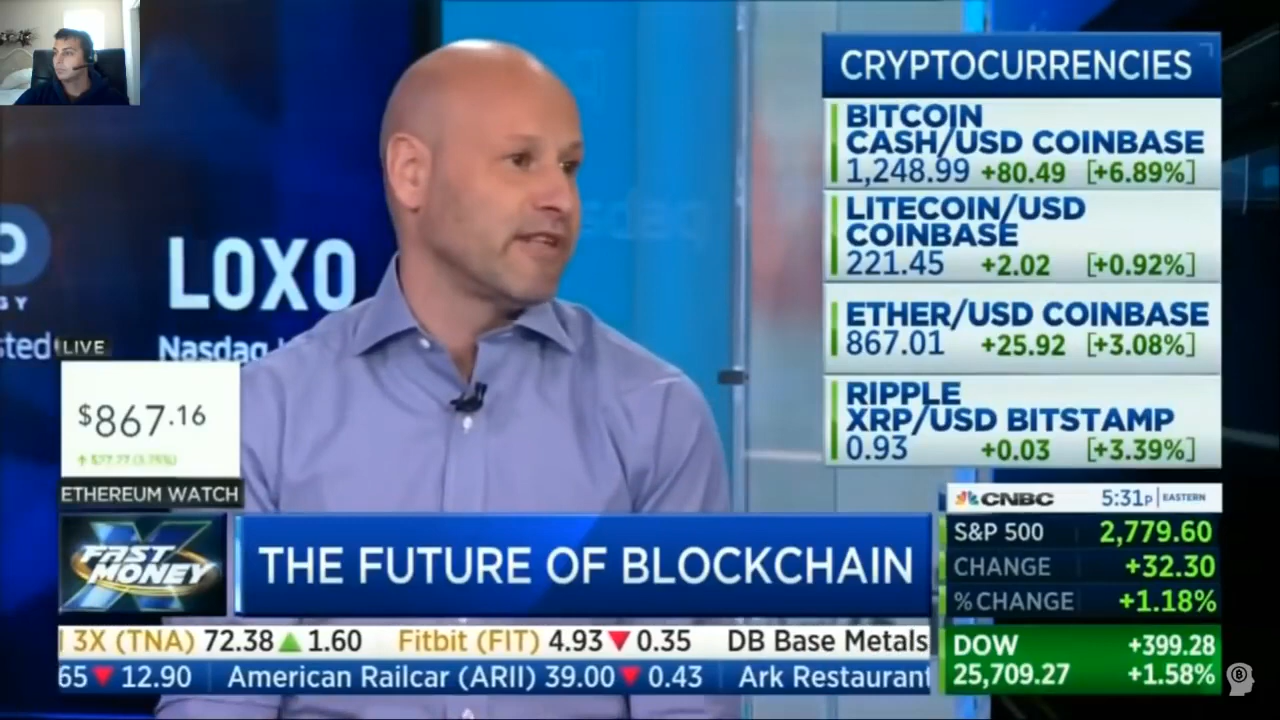 CRYPTOCURRENCIES
BITCOIN
CASH/USD COINBASE
1,248.99 +80.49 [+6.89%]
LITECOIN/USD
COINBASE
221.45 +2.02 [+0.92%]
ETHER/USD COINBASE
867.01 +25.92 [+3.08%]
RIPPLE
XRP/USD BITSTAMP
0.93 +0.03 [+3.39%]
LOXO
GY
sted
Nasdaq
LIVE
$867.16
ETHEREUM WATCH
FAST
MONEY
THE FUTURE OF BLOCKCHAIN
CNBC 5:31P | EASTERN
S&P 500 2,779.60
CHANGE +32.30
% CHANGE +1.18%
DOW +399.28
25,709.27 +1.58%
3X (TNA) 72.38 ▲ 1.60 Fitbit (FIT) 4.93 ▼ 0.35 DB Base Metals
65 ▼ 12.90 American Railcar (ARII) 39.00 ▼ 0.43 Ark Restaurant